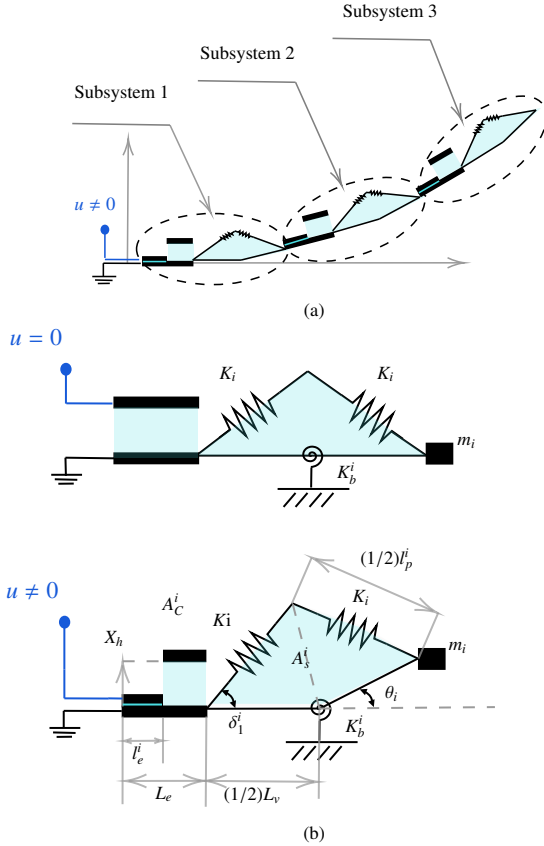 Subsystem 3
Subsystem 2
Subsystem 1
u ≠ 0
(a)
u = 0
K_i
K_i
m_i
K_b^i
(1/2)l_p^i
u ≠ 0
A_C^i
Ki
K_i
X_h
A_s^i
m_i
θ_i
δ_1^i
K_b^i
l_e^i
L_e
(1/2)L_v
(b)